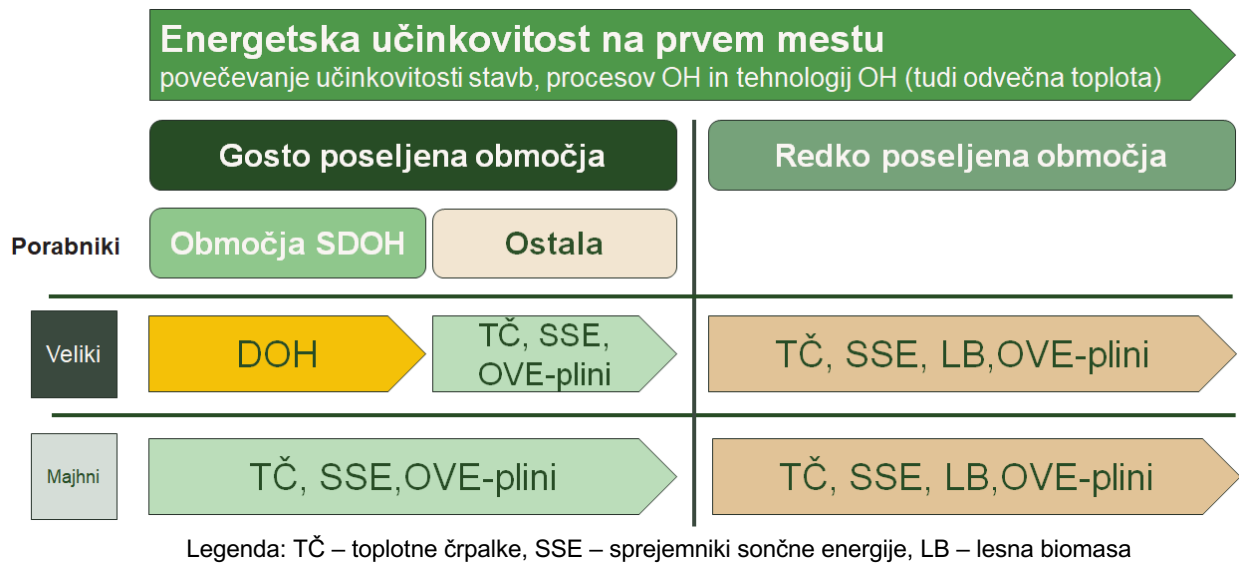 Energetska učinkovitost na prvem mestu
povečevanje učinkovitosti stavb, procesov OH in tehnologij OH (tudi odvečna toplota)
Gosto poseljena območja
Redko poseljena območja
Porabniki
Območja SDOH
Ostala
Veliki
DOH
TČ, SSE,
OVE-plini
TČ, SSE, LB,OVE-plini
Majhni
TČ, SSE,OVE-plini
TČ, SSE, LB,OVE-plini
Legenda: TČ – toplotne črpalke, SSE – sprejemniki sončne energije, LB – lesna biomasa